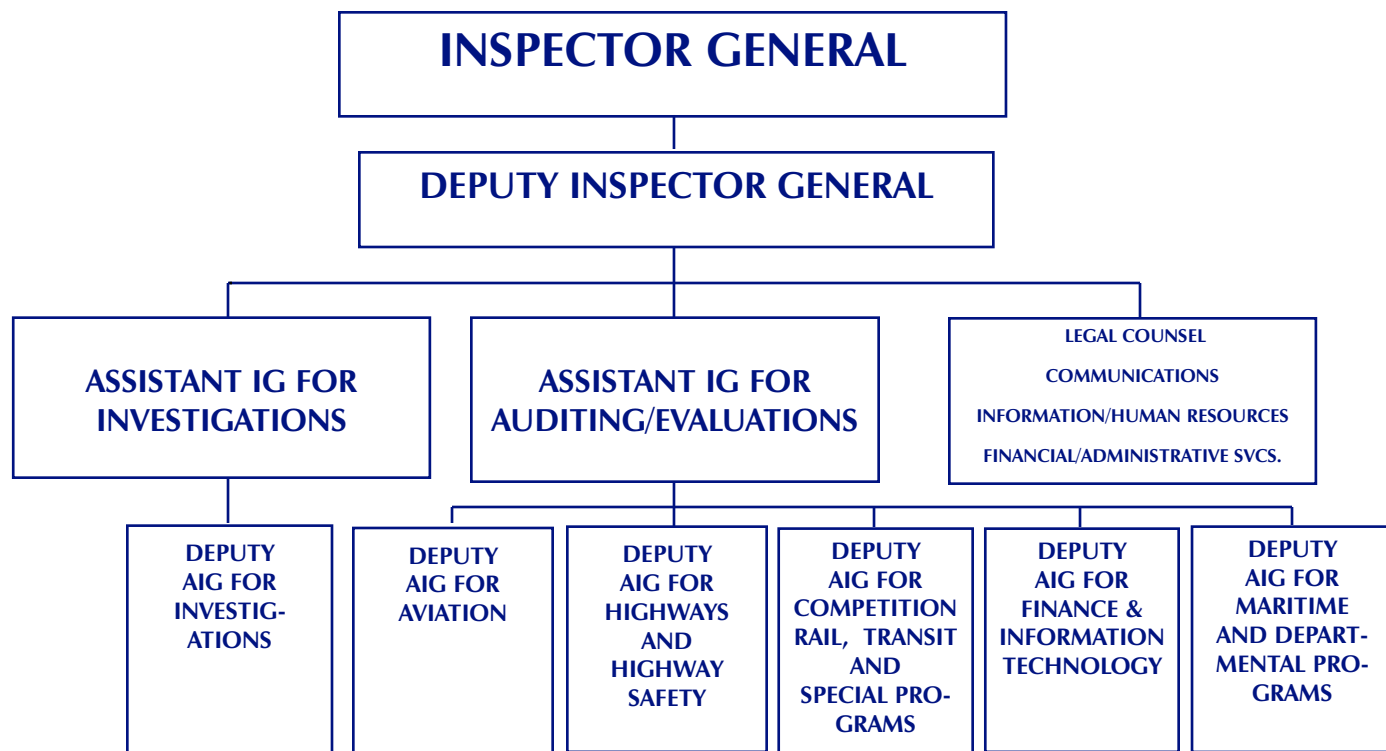 INSPECTOR GENERAL
DEPUTY INSPECTOR GENERAL
ASSISTANT IG FOR
INVESTIGATIONS
ASSISTANT IG FOR
AUDITING/EVALUATIONS
LEGAL COUNSEL
COMMUNICATIONS
INFORMATION/HUMAN RESOURCES
FINANCIAL/ADMINISTRATIVE SVCS.
DEPUTY
AIG FOR
INVESTIG-
ATIONS
DEPUTY
AIG FOR
AVIATION
DEPUTY
AIG FOR
HIGHWAYS
AND
HIGHWAY
SAFETY
DEPUTY
AIG FOR
COMPETITION
RAIL, TRANSIT
AND
SPECIAL PRO-
GRAMS
DEPUTY
AIG FOR
FINANCE &
INFORMATION
TECHNOLOGY
DEPUTY
AIG FOR
MARITIME
AND DEPART-
MENTAL PRO-
GRAMS